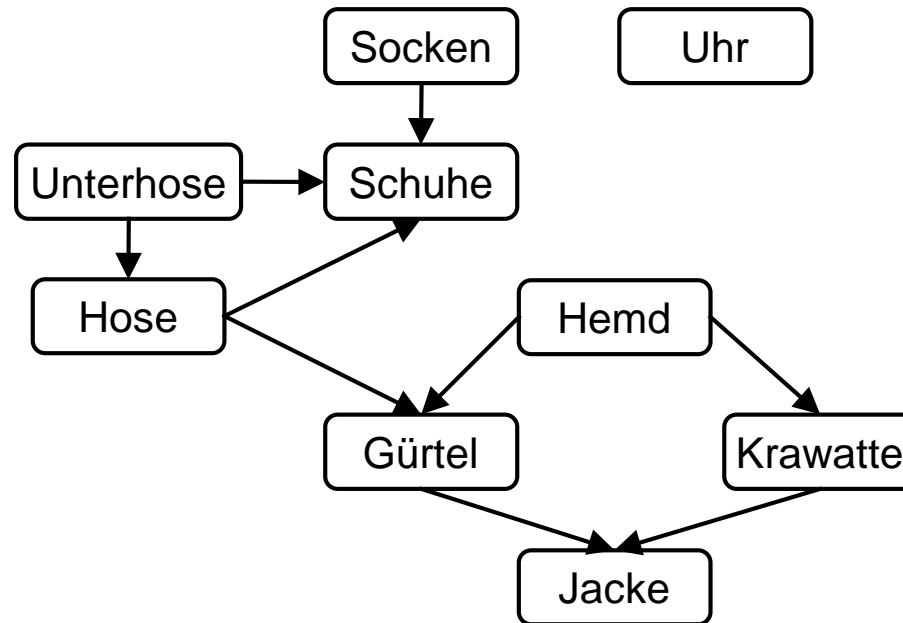 Socken
Uhr
Unterhose
Schuhe
Hose
Hemd
Gürtel
Krawatte
Jacke